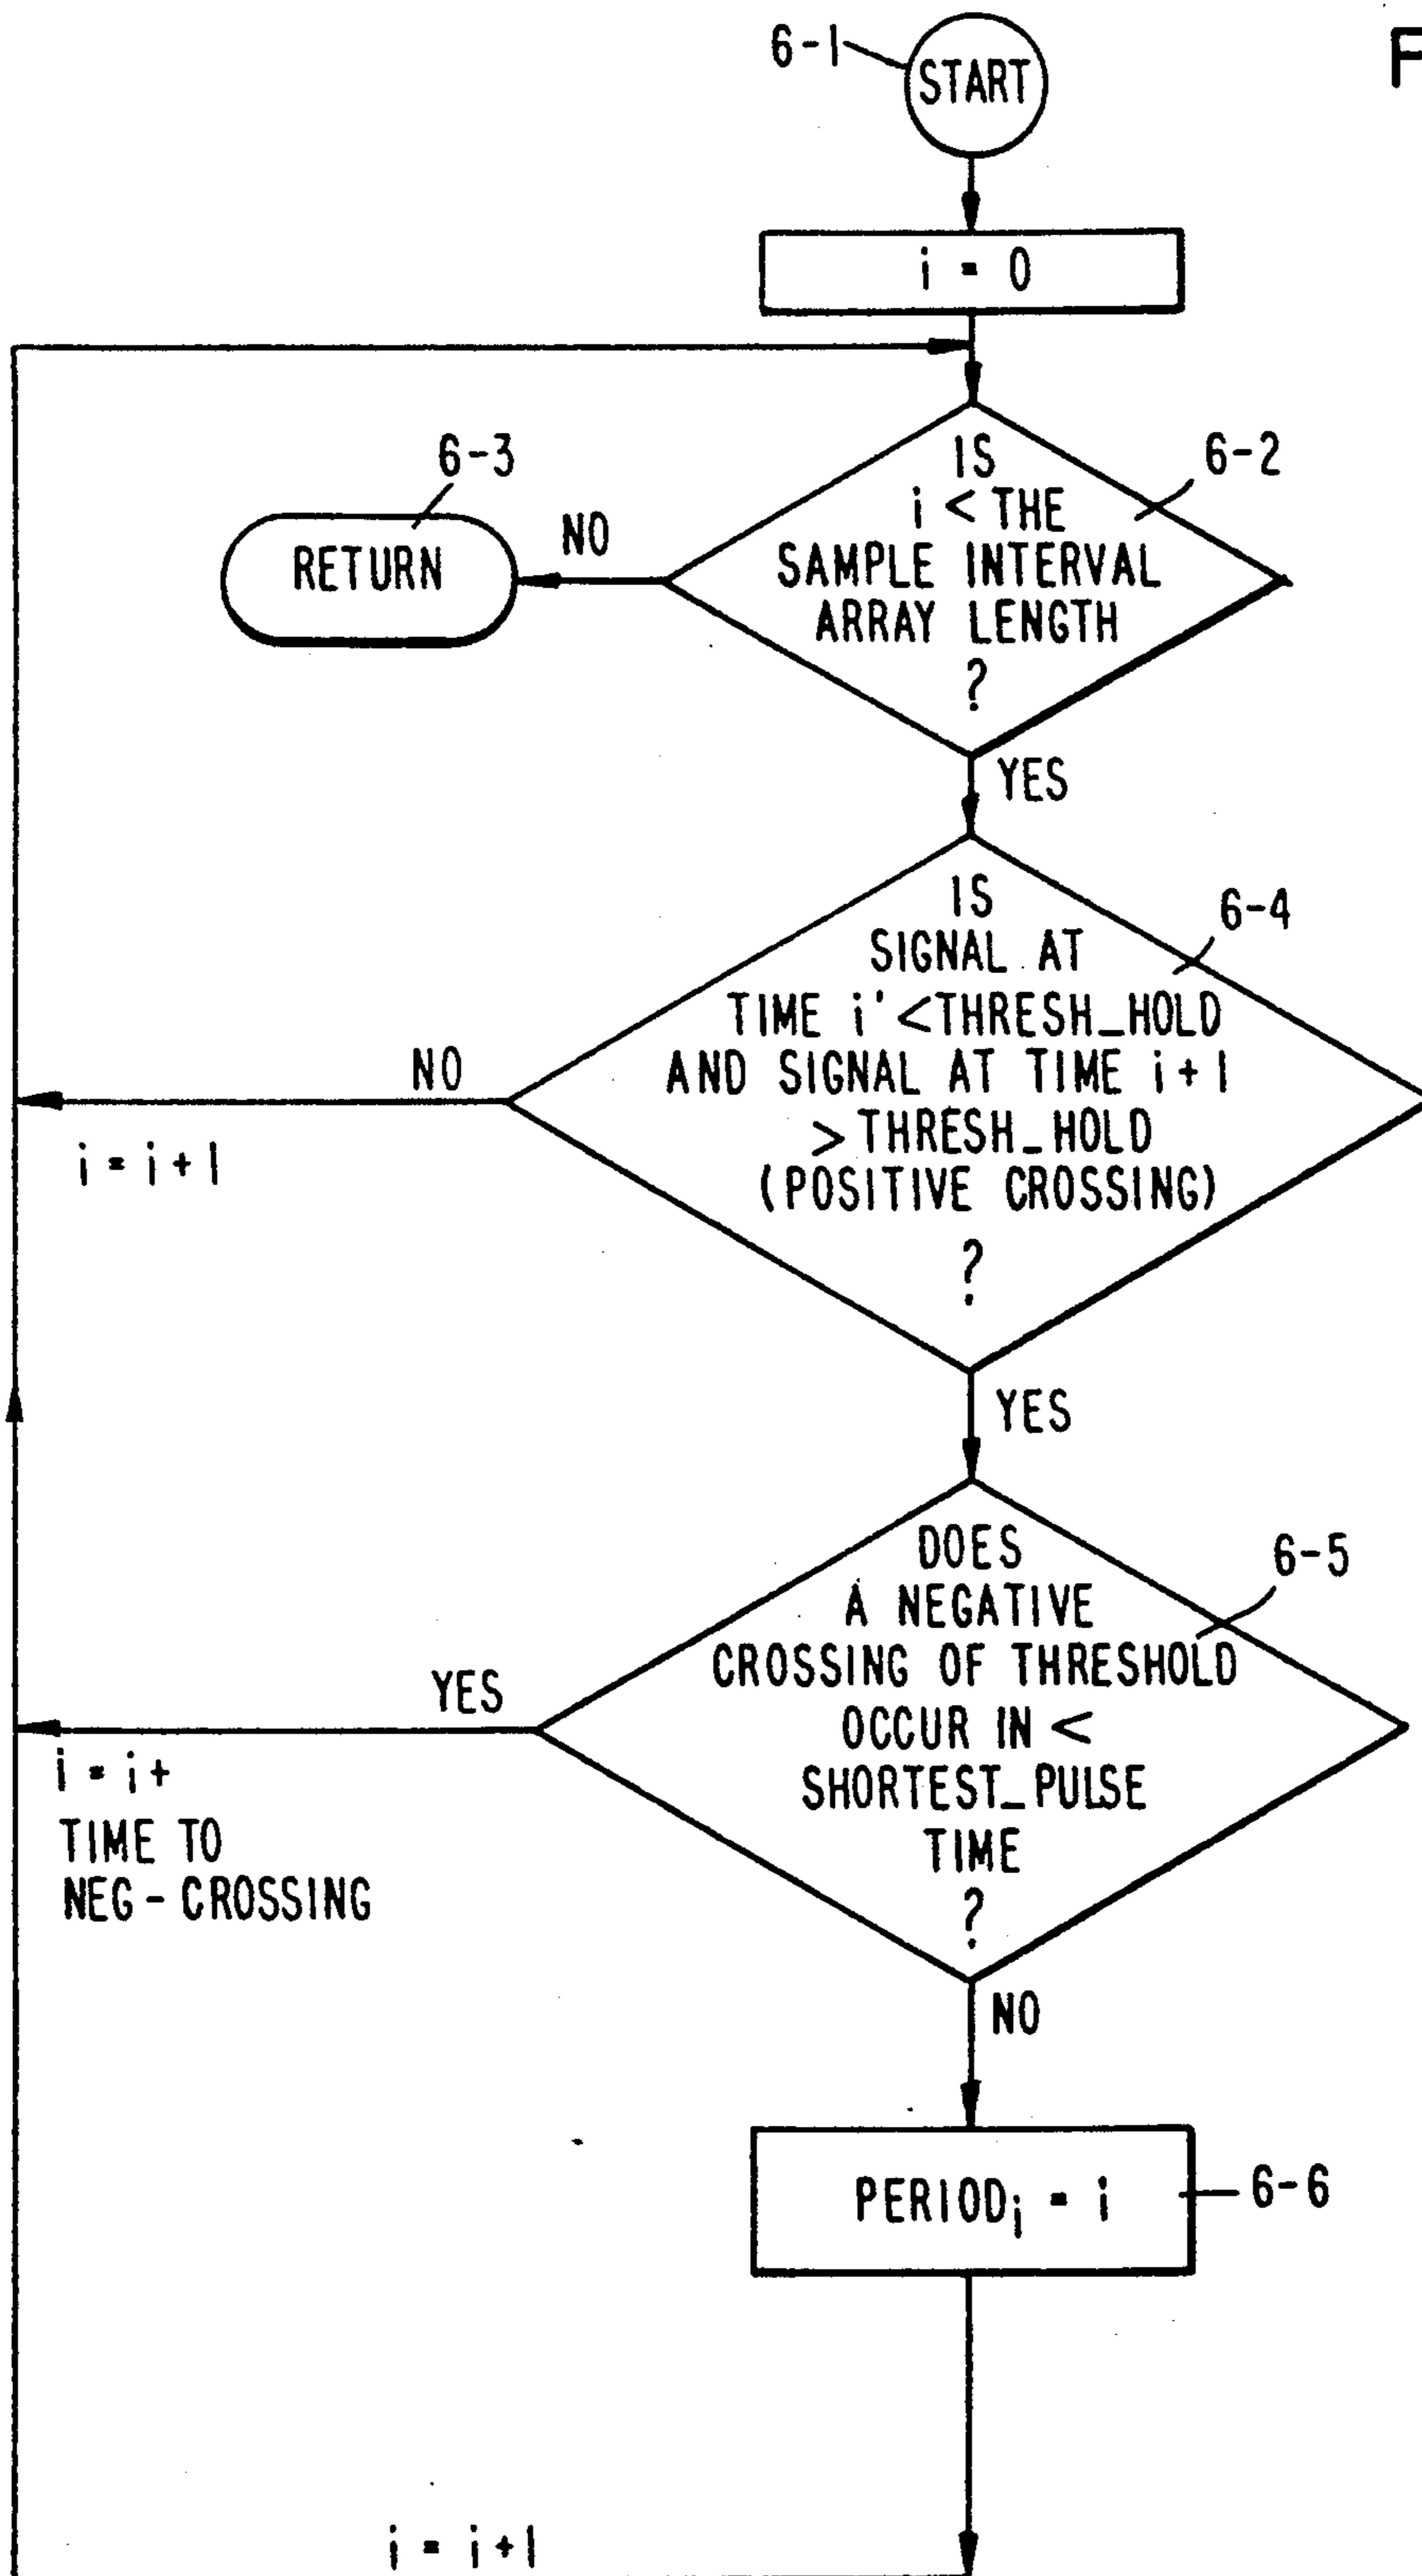 6-1
START
F
i = 0
6-3
RETURN
NO
6-2
IS
i < THE
SAMPLE INTERVAL
ARRAY LENGTH
?
YES
6-4
IS
SIGNAL AT
TIME i' <THRESH_HOLD
AND SIGNAL AT TIME i+1
>THRESH_HOLD
(POSITIVE CROSSING)
?
NO
i = i+1
YES
6-5
DOES
A NEGATIVE
CROSSING OF THRESHOLD
OCCUR IN <
SHORTEST_PULSE
TIME
?
YES
i = i+
TIME TO
NEG-CROSSING
NO
PERIODi = i
6-6
i = i+1